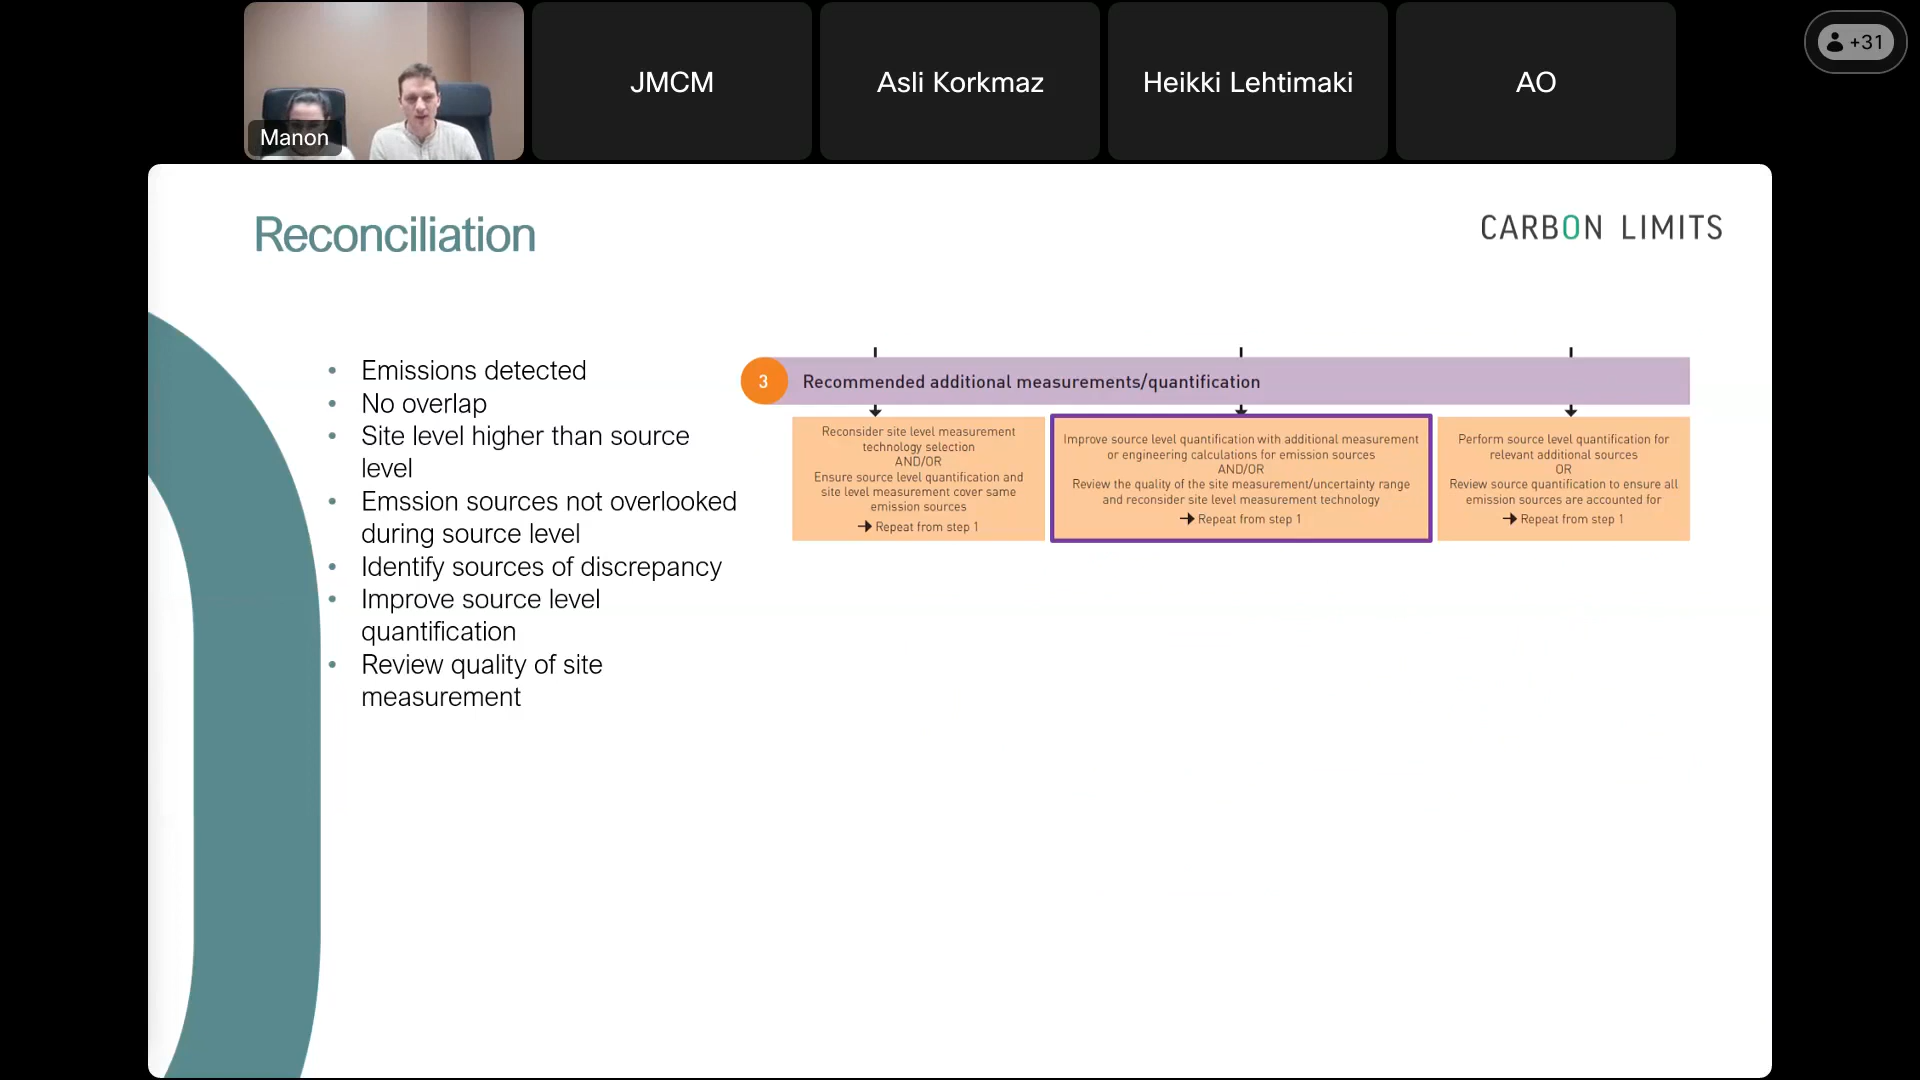 Manon
JMCM
Asli Korkmaz
Heikki Lehtimaki
AO
+31
Reconciliation
CARBON LIMITS
• Emissions detected
• No overlap
• Site level higher than source
level
• Emssion sources not overlooked
during source level
• Identify sources of discrepancy
• Improve source level
quantification
• Review quality of site
measurement
3
Recommended additional measurements/quantification
Reconsider site level measurement
technology selection
AND/OR
Ensure source level quantification and
site level measurement cover same
emission sources
→ Repeat from step 1
Improve source level quantification with additional measurement
or engineering calculations for emission sources
AND/OR
Review the quality of the site measurement/uncertainty range
and reconsider site level measurement technology
→ Repeat from step 1
Perform source level quantification for
relevant additional sources
OR
Review source quantification to ensure all
emission sources are accounted for
→ Repeat from step 1